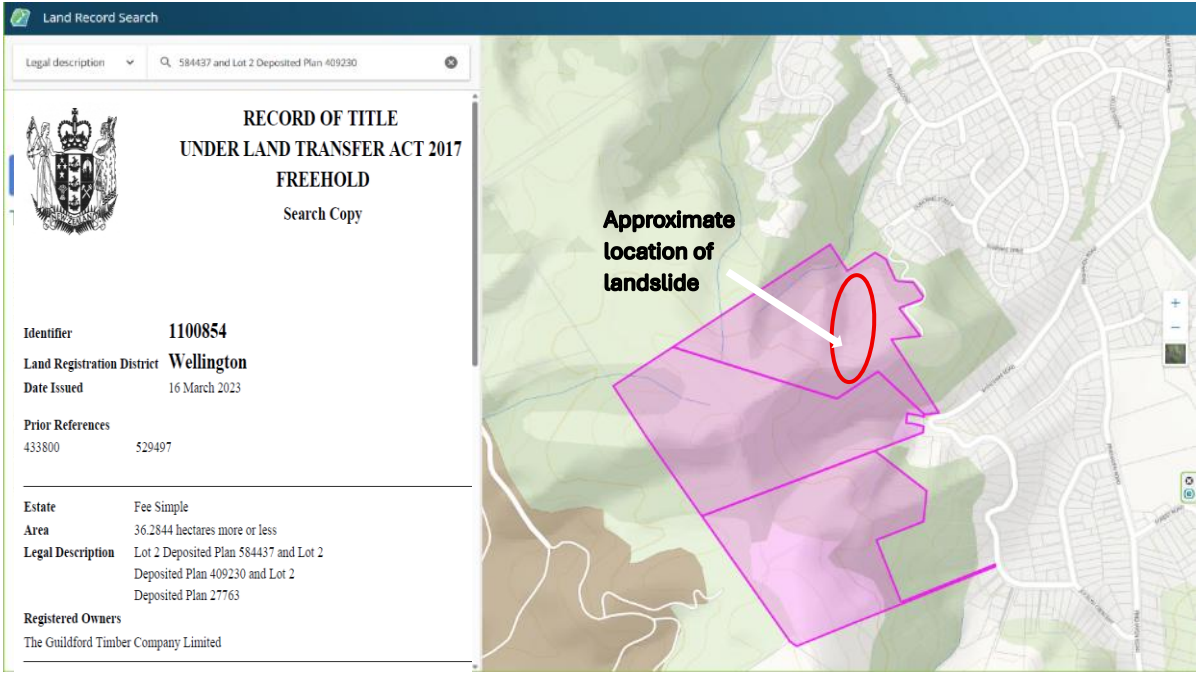 Land Record Search
Legal description
584437 and Lot 2 Deposited Plan 409230
RECORD OF TITLE
UNDER LAND TRANSFER ACT 2017
FREEHOLD
Search Copy
Identifier 1100854
Land Registration District Wellington
Date Issued 16 March 2023
Prior References
433800 529497
Estate Fee Simple
Area 36.2844 hectares more or less
Legal Description Lot 2 Deposited Plan 584437 and Lot 2
Deposited Plan 409230 and Lot 2
Deposited Plan 27763
Registered Owners
The Guildford Timber Company Limited
Approximate
location of
landslide
+
−